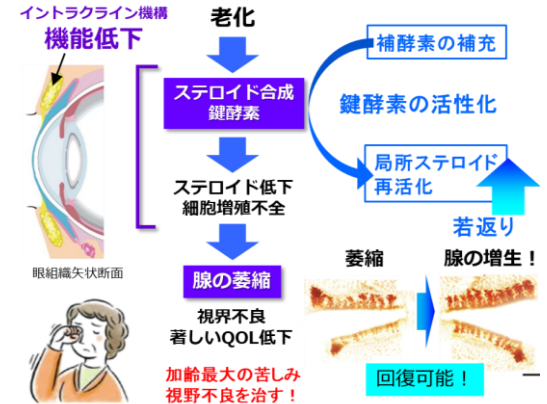 イントラクライン機構
機能低下
老化
補酵素の補充
ステロイド合成
鍵酵素
鍵酵素の活性化
局所ステロイド
再活化
ステロイド低下
細胞増殖不全
若返り
眼組織矢状断面
腺の萎縮
萎縮
腺の増生！
視界不良
著しいQOL低下
加齢最大の苦しみ
視野不良を治す！
回復可能！